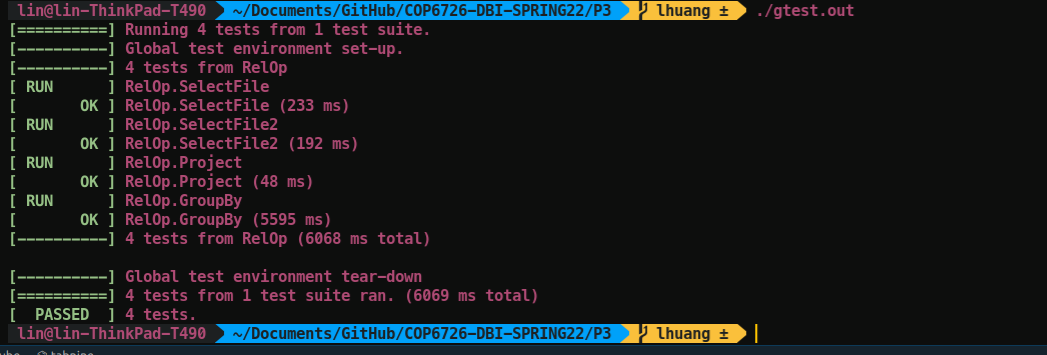 lin@lin-ThinkPad-T490 ~/Documents/GitHub/COP6726-DBI-SPRING22/P3 lhuang ± ./gtest.out
[==========] Running 4 tests from 1 test suite.
[----------] Global test environment set-up.
[----------] 4 tests from RelOp
[ RUN      ] RelOp.SelectFile
[       OK ] RelOp.SelectFile (233 ms)
[ RUN      ] RelOp.SelectFile2
[       OK ] RelOp.SelectFile2 (192 ms)
[ RUN      ] RelOp.Project
[       OK ] RelOp.Project (48 ms)
[ RUN      ] RelOp.GroupBy
[       OK ] RelOp.GroupBy (5595 ms)
[----------] 4 tests from RelOp (6068 ms total)
[----------] Global test environment tear-down
[==========] 4 tests from 1 test suite ran. (6069 ms total)
[  PASSED  ] 4 tests.
lin@lin-ThinkPad-T490 ~/Documents/GitHub/COP6726-DBI-SPRING22/P3 lhuang ±